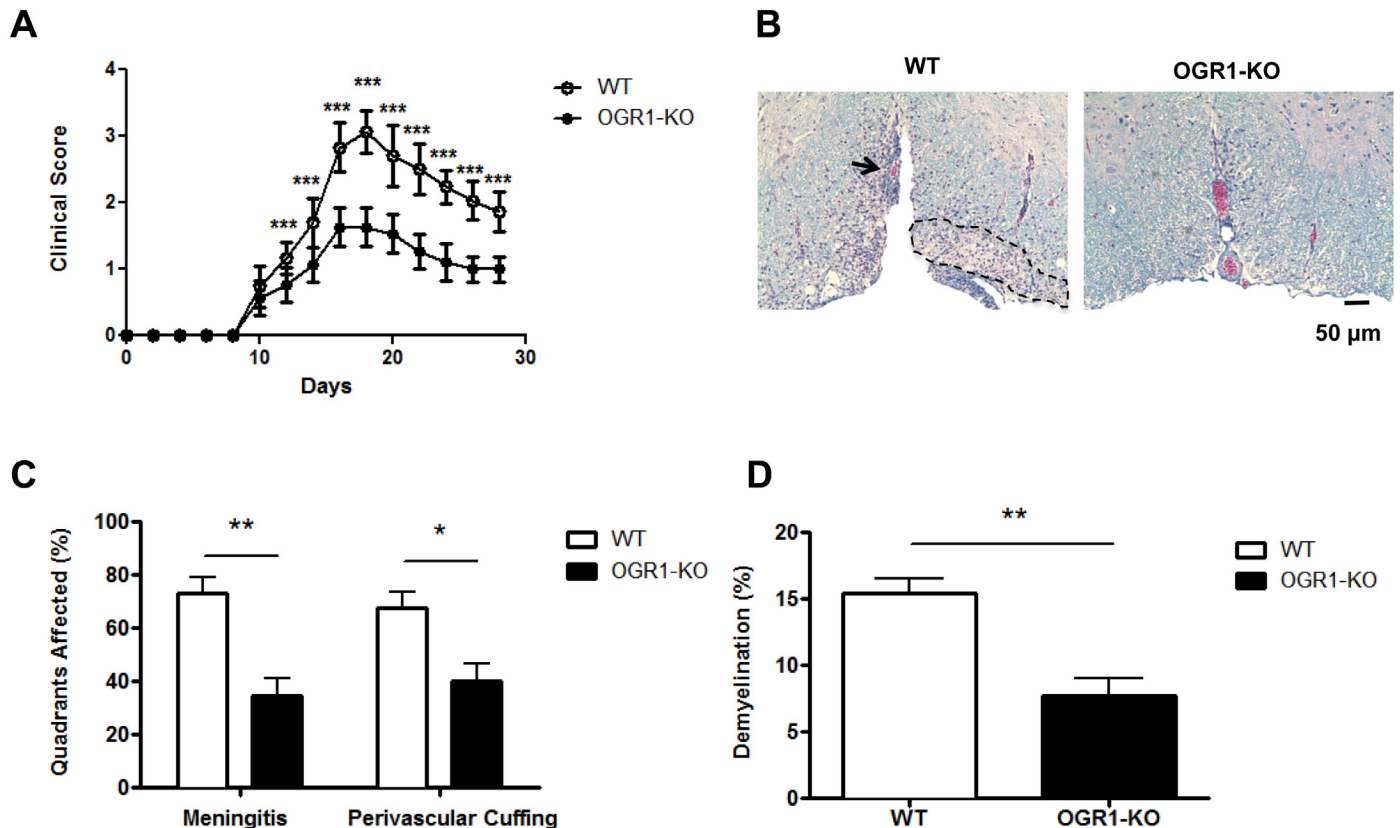 A
Clinical Score
4
3
2
1
0
0
10
20
30
Days
***
***
***
***
***
***
***
***
***
WT
OGR1-KO
B
WT
OGR1-KO
50 µm
C
Quadrants Affected (%)
100
80
60
40
20
0
**
*
Meningitis
Perivascular Cuffing
WT
OGR1-KO
D
Demyelination (%)
20
15
10
5
0
**
WT
OGR1-KO
WT
OGR1-KO